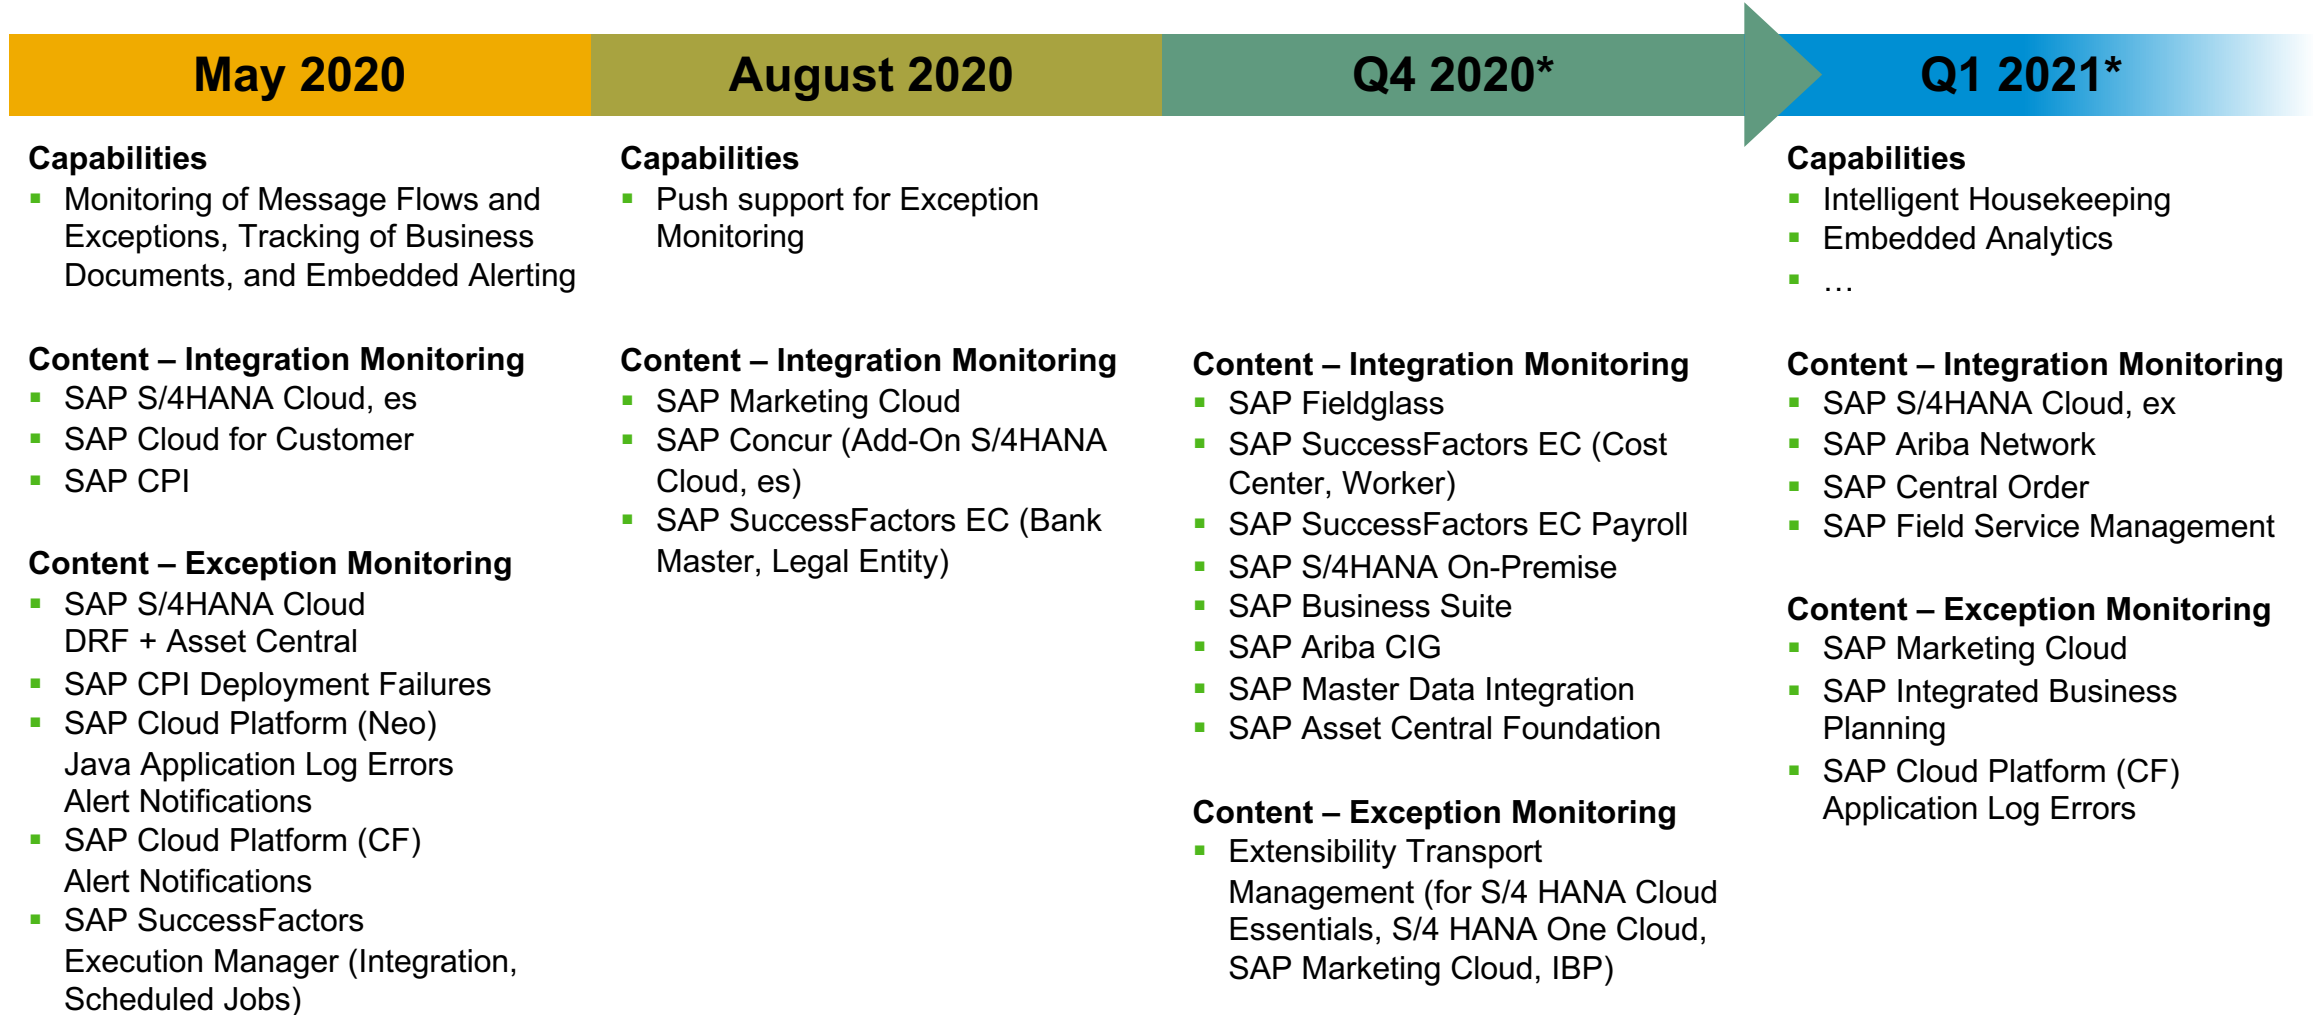 May 2020
August 2020
Q4 2020*
Q1 2021*
Capabilities
▪ Monitoring of Message Flows and
Exceptions, Tracking of Business
Documents, and Embedded Alerting
Content – Integration Monitoring
▪ SAP S/4HANA Cloud, es
▪ SAP Cloud for Customer
▪ SAP CPI
Content – Exception Monitoring
▪ SAP S/4HANA Cloud
DRF + Asset Central
▪ SAP CPI Deployment Failures
▪ SAP Cloud Platform (Neo)
Java Application Log Errors
Alert Notifications
▪ SAP Cloud Platform (CF)
Alert Notifications
▪ SAP SuccessFactors
Execution Manager (Integration,
Scheduled Jobs)
Capabilities
▪ Push support for Exception
Monitoring
Content – Integration Monitoring
▪ SAP Marketing Cloud
▪ SAP Concur (Add-On S/4HANA
Cloud, es)
▪ SAP SuccessFactors EC (Bank
Master, Legal Entity)
Content – Integration Monitoring
▪ SAP Fieldglass
▪ SAP SuccessFactors EC (Cost
Center, Worker)
▪ SAP SuccessFactors EC Payroll
▪ SAP S/4HANA On-Premise
▪ SAP Business Suite
▪ SAP Ariba CIG
▪ SAP Master Data Integration
▪ SAP Asset Central Foundation
Content – Exception Monitoring
▪ Extensibility Transport
Management (for S/4 HANA Cloud
Essentials, S/4 HANA One Cloud,
SAP Marketing Cloud, IBP)
Capabilities
▪ Intelligent Housekeeping
▪ Embedded Analytics
▪ …
Content – Integration Monitoring
▪ SAP S/4HANA Cloud, ex
▪ SAP Ariba Network
▪ SAP Central Order
▪ SAP Field Service Management
Content – Exception Monitoring
▪ SAP Marketing Cloud
▪ SAP Integrated Business
Planning
▪ SAP Cloud Platform (CF)
Application Log Errors